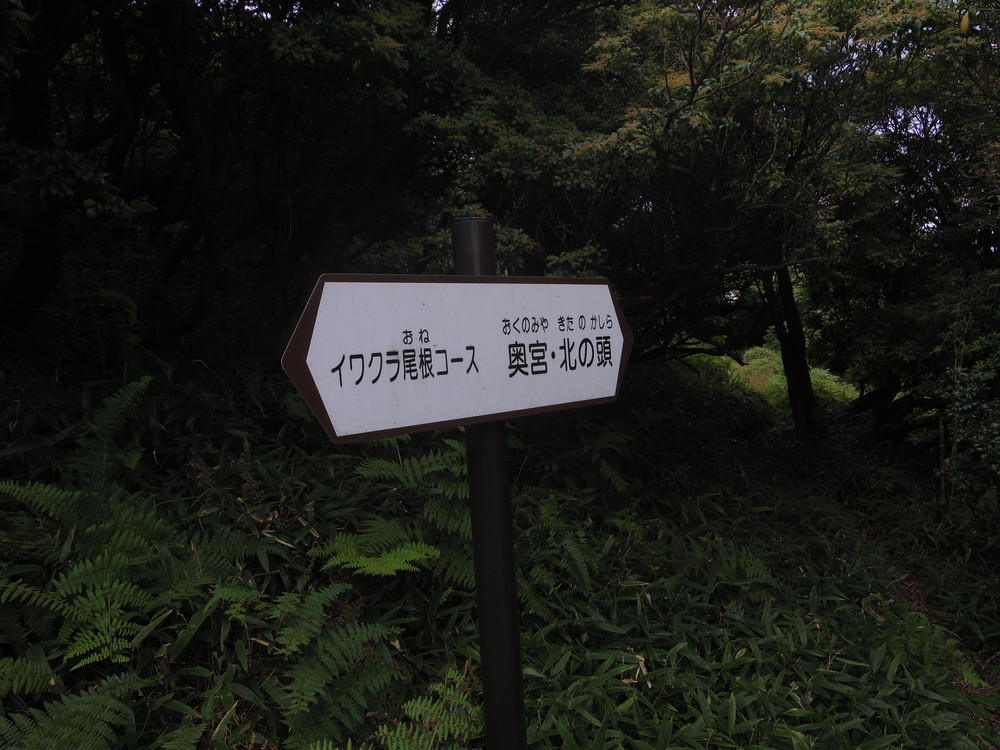 おね
イワクラ尾根コース
おくのみや きた の かしら
奥宮・北の頭